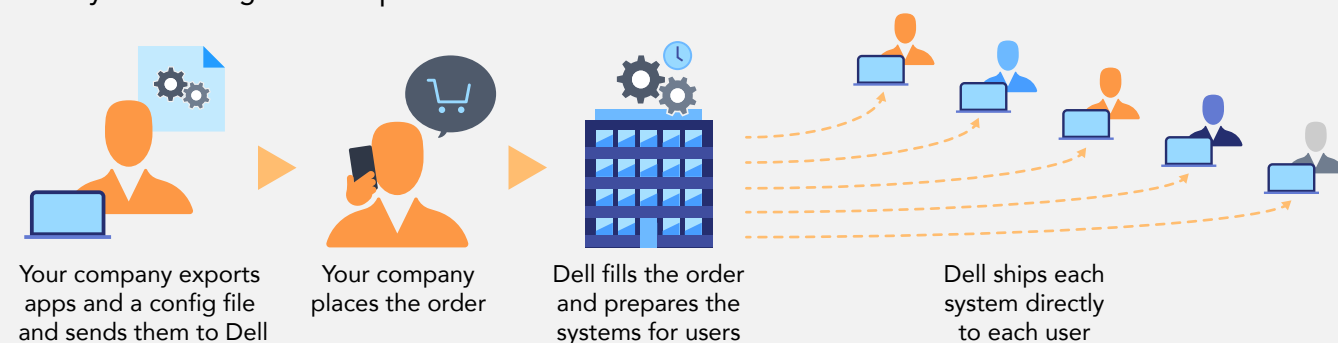 Your company exports
apps and a config file
and sends them to Dell
Your company
places the order
Dell fills the order
and prepares the
systems for users
Dell ships each
system directly
to each user